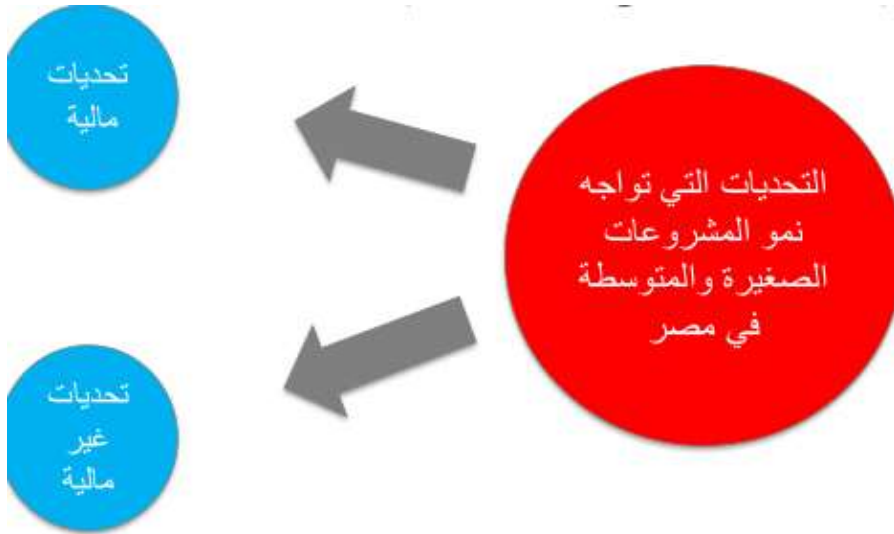 التحديات التي تواجه
نمو المشروعات
الصغيرة والمتوسطة
في مصر
تحديات
مالية
تحديات
غير
مالية